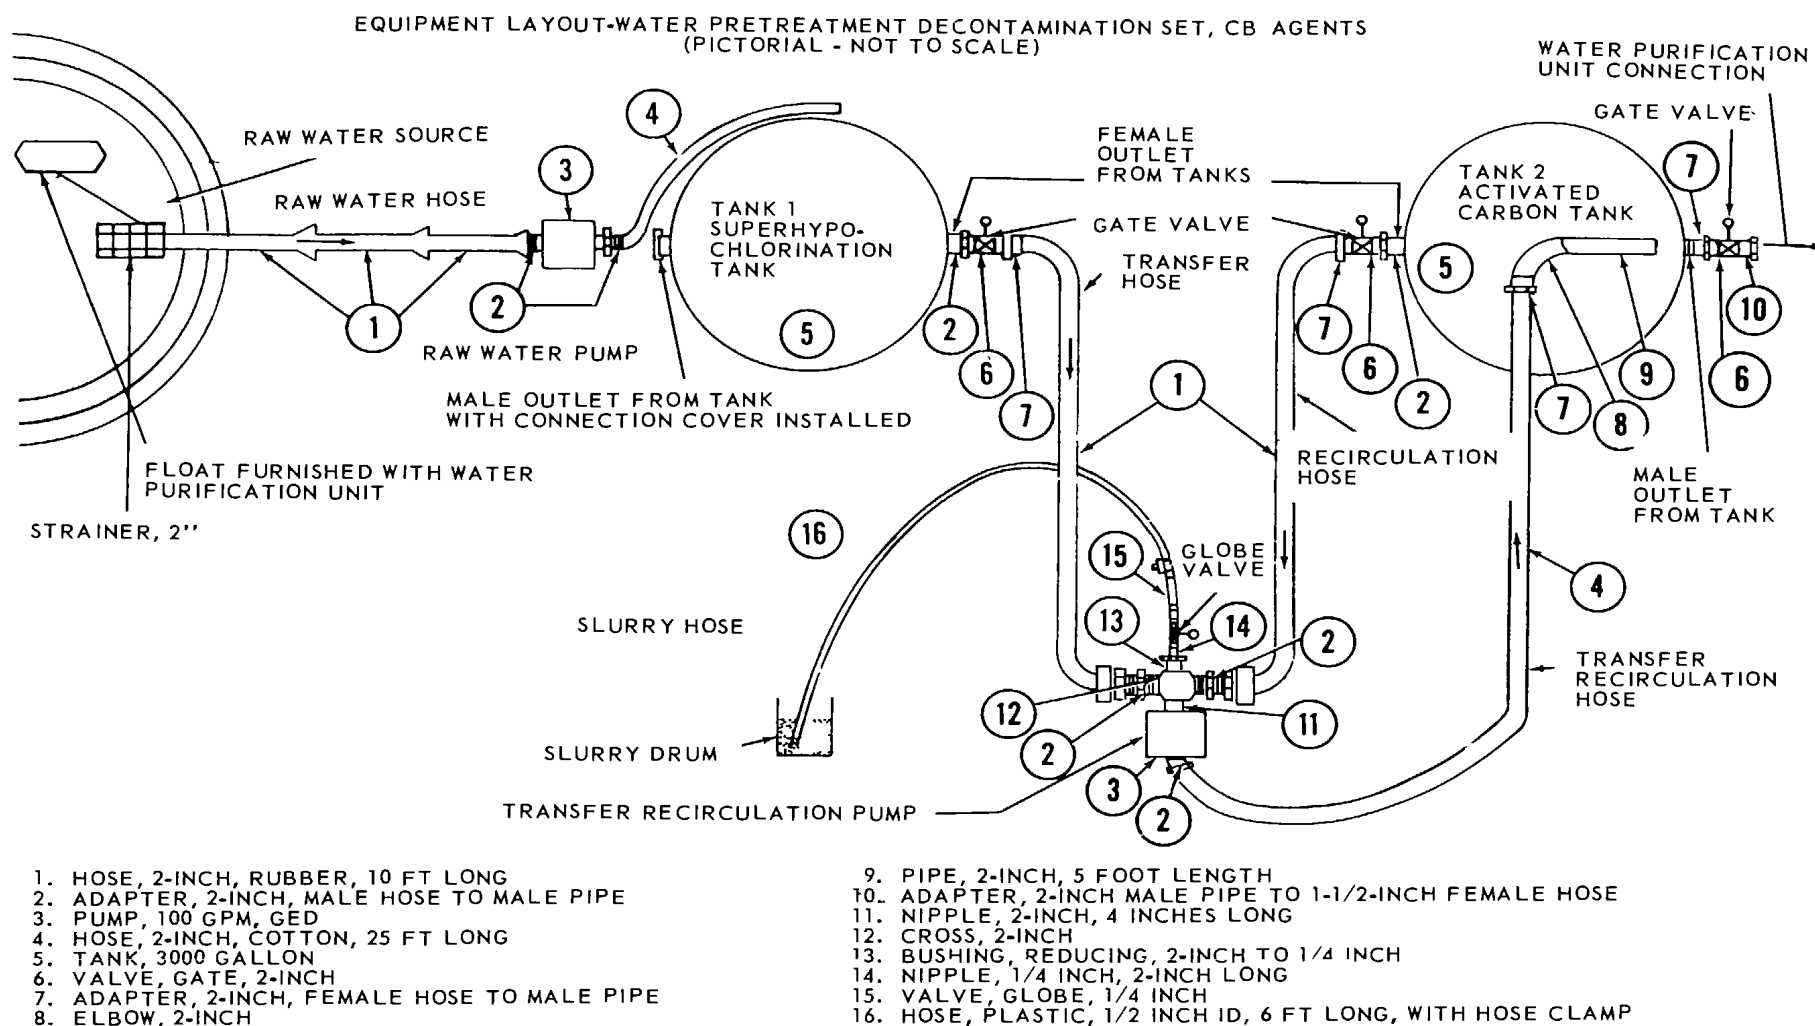 EQUIPMENT LAYOUT-WATER PRETREATMENT DECONTAMINATION SET, CB AGENTS
(PICTORIAL - NOT TO SCALE)
WATER PURIFICATION
UNIT CONNECTION
GATE VALVE
RAW WATER SOURCE
4
FEMALE
OUTLET
FROM TANKS
3
7
RAW WATER HOSE
TANK 1
SUPERHYPO-
CHLORINATION
TANK
GATE VALVE
TANK 2
ACTIVATED
CARBON TANK
TRANSFER
HOSE
5
1
2
5
2
7
10
RAW WATER PUMP
6
6
9
6
MALE OUTLET FROM TANK
WITH CONNECTION COVER INSTALLED
7
1
2
7
8
FLOAT FURNISHED WITH WATER
PURIFICATION UNIT
RECIRCULATION
HOSE
MALE
OUTLET
FROM TANK
STRAINER, 2''
16
15
GLOBE
VALVE
4
SLURRY HOSE
13
14
2
TRANSFER
RECIRCULATION
HOSE
12
11
SLURRY DRUM
2
3
2
TRANSFER RECIRCULATION PUMP
1. HOSE, 2-INCH, RUBBER, 10 FT LONG
2. ADAPTER, 2-INCH, MALE HOSE TO MALE PIPE
3. PUMP, 100 GPM, GED
4. HOSE, 2-INCH, COTTON, 25 FT LONG
5. TANK, 3000 GALLON
6. VALVE, GATE, 2-INCH
7. ADAPTER, 2-INCH, FEMALE HOSE TO MALE PIPE
8. ELBOW, 2-INCH
9. PIPE, 2-INCH, 5 FOOT LENGTH
10. ADAPTER, 2-INCH MALE PIPE TO 1-1/2-INCH FEMALE HOSE
11. NIPPLE, 2-INCH, 4 INCHES LONG
12. CROSS, 2-INCH
13. BUSHING, REDUCING, 2-INCH TO 1/4 INCH
14. NIPPLE, 1/4 INCH, 2-INCH LONG
15. VALVE, GLOBE, 1/4 INCH
16. HOSE, PLASTIC, 1/2 INCH ID, 6 FT LONG, WITH HOSE CLAMP